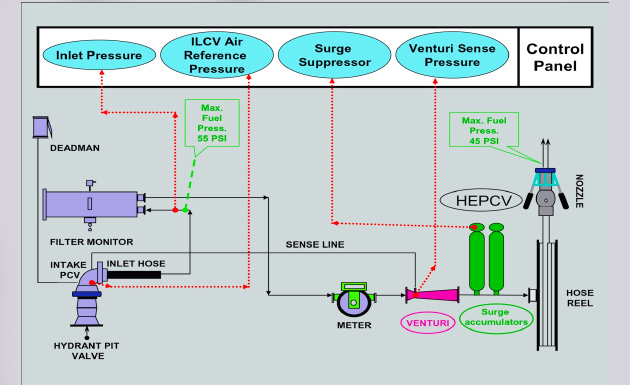 Inlet Pressure
ILCV Air
Reference
Pressure
Surge
Suppressor
Venturi Sense
Pressure
Control
Panel
Max.
Fuel
Press.
55 PSI
Max. Fuel
Press.
45 PSI
DEADMAN
NOZZLE
HEPCV
FILTER MONITOR
SENSE LINE
INTAKE
PCV
INLET HOSE
HOSE
REEL
METER
VENTURI
Surge
accumulators
HYDRANT PIT
VALVE